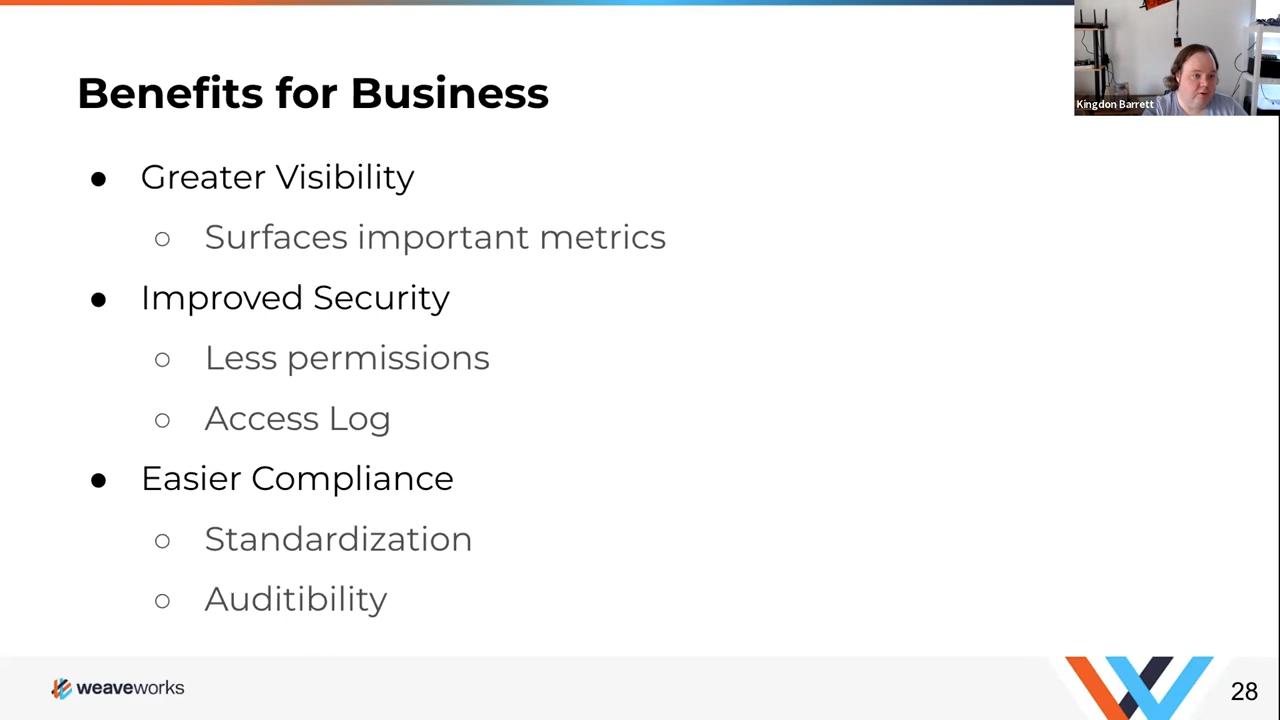 Benefits for Business
Kingdon Barrett
● Greater Visibility
○ Surfaces important metrics
● Improved Security
○ Less permissions
○ Access Log
● Easier Compliance
○ Standardization
○ Auditibility
weaveworks
28